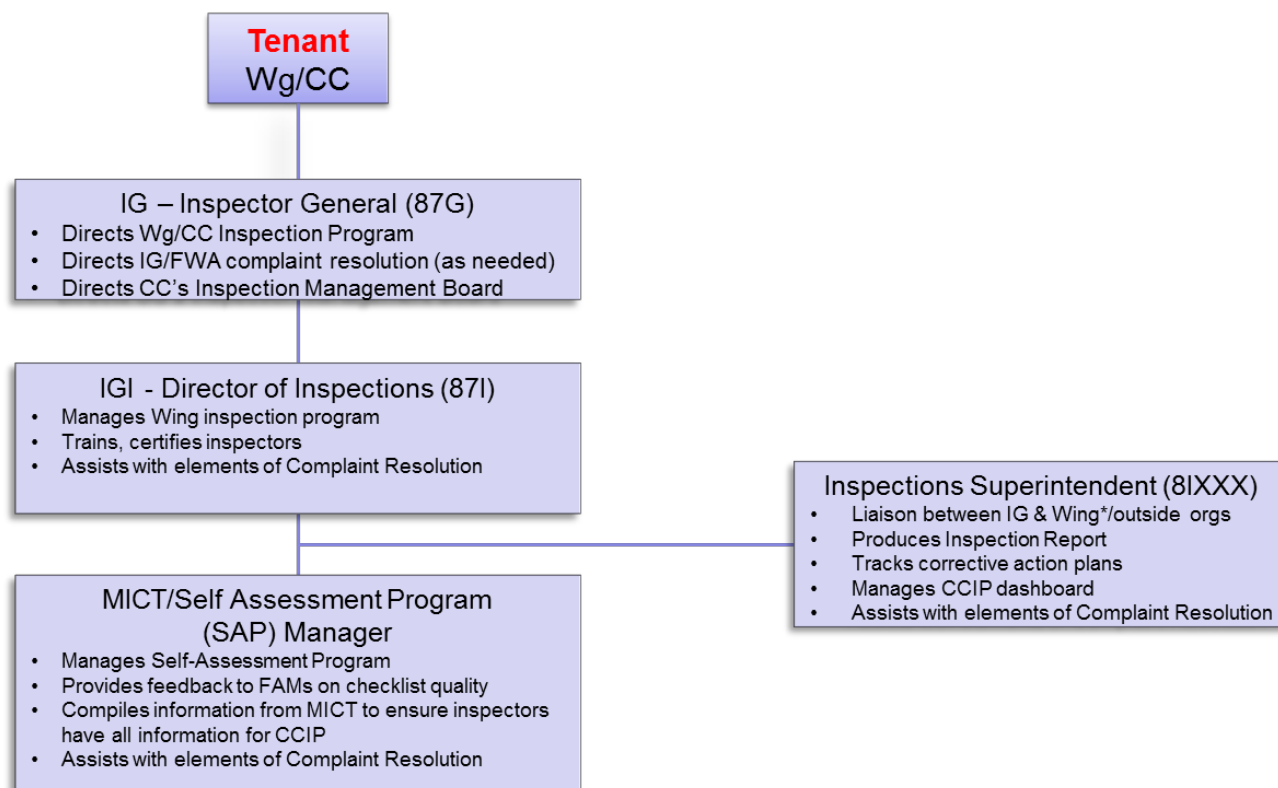 Tenant
Wg/CC
IG – Inspector General (87G)
• Directs Wg/CC Inspection Program
• Directs IG/FWA complaint resolution (as needed)
• Directs CC's Inspection Management Board
IGI - Director of Inspections (87I)
• Manages Wing inspection program
• Trains, certifies inspectors
• Assists with elements of Complaint Resolution
Inspections Superintendent (8IXXX)
• Liaison between IG & Wing*/outside orgs
• Produces Inspection Report
• Tracks corrective action plans
• Manages CCIP dashboard
• Assists with elements of Complaint Resolution
MICT/Self Assessment Program
(SAP) Manager
• Manages Self-Assessment Program
• Provides feedback to FAMs on checklist quality
• Compiles information from MICT to ensure inspectors
have all information for CCIP
• Assists with elements of Complaint Resolution